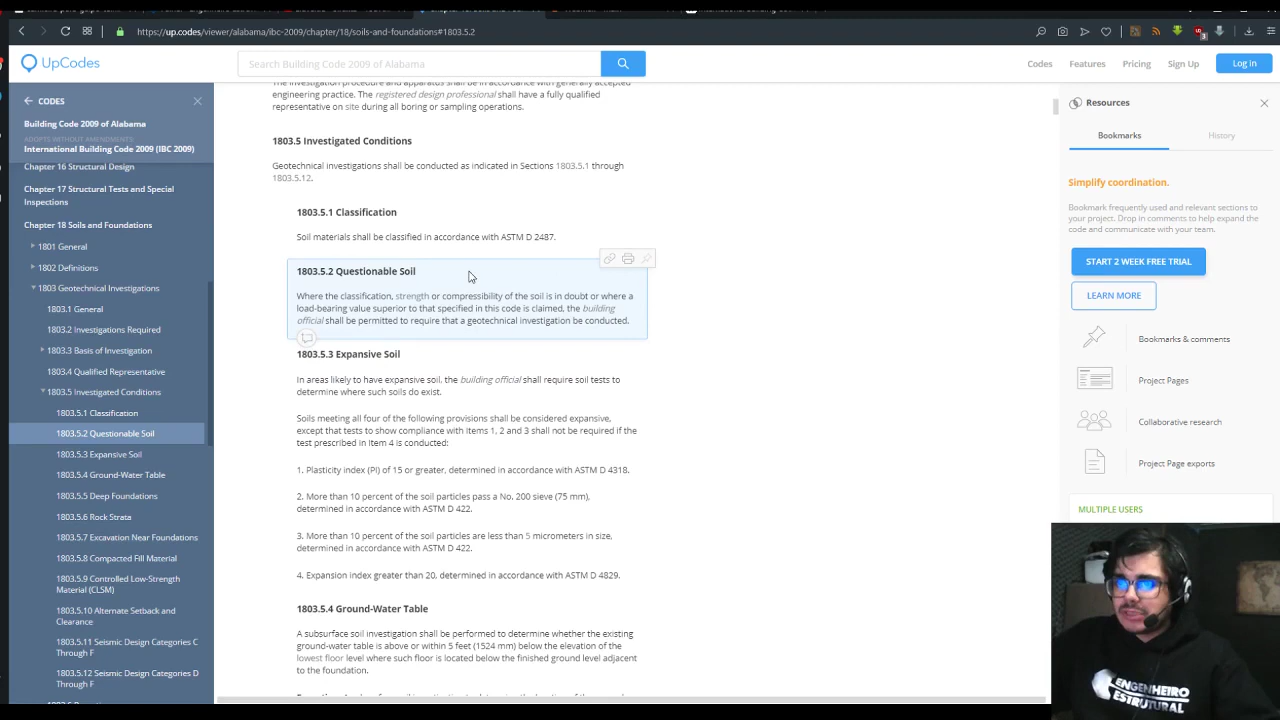 https://up.codes/viewer/alabama/ibc-2009/chapter/18/soils-and-foundations#1803.5.2
UpCodes
Search Building Code 2009 of Alabama
Codes
Features
Pricing
Sign Up
Log In
CODES
Building Code 2009 of Alabama
ADOPTS WITHOUT AMENDMENTS
International Building Code 2009 (IBC 2009)
Chapter 16 Structural Design
Chapter 17 Structural Tests and Special
Inspections
Chapter 18 Soils and Foundations
1801 General
1802 Definitions
1803 Geotechnical Investigations
1803.1 General
1803.2 Investigations Required
1803.3 Basis of Investigation
1803.4 Qualified Representative
1803.5 Investigated Conditions
1803.5.1 Classification
1803.5.2 Questionable Soil
1803.5.3 Expansive Soil
1803.5.4 Ground-Water Table
1803.5.5 Deep Foundations
1803.5.6 Rock Strata
1803.5.7 Excavation Near Foundations
1803.5.8 Compacted Fill Material
1803.5.9 Controlled Low-Strength
Material (CLSM)
1803.5.10 Alternate Setback and
Clearance
1803.5.11 Seismic Design Categories C
Through F
1803.5.12 Seismic Design Categories D
Through F
The investigation procedure and apparatus shall be in accordance with generally accepted
engineering practice. The registered design professional shall have a fully qualified
representative on site during all boring or sampling operations.
1803.5 Investigated Conditions
Geotechnical investigations shall be conducted as indicated in Sections 1803.5.1 through
1803.5.12.
1803.5.1 Classification
Soil materials shall be classified in accordance with ASTM D 2487.
1803.5.2 Questionable Soil
Where the classification, strength or compressibility of the soil is in doubt or where a
load-bearing value superior to that specified in this code is claimed, the building
official shall be permitted to require that a geotechnical investigation be conducted.
1803.5.3 Expansive Soil
In areas likely to have expansive soil, the building official shall require soil tests to
determine where such soils do exist.
Soils meeting all four of the following provisions shall be considered expansive,
except that tests to show compliance with Items 1, 2 and 3 shall not be required if the
test prescribed in Item 4 is conducted:
1. Plasticity index (PI) of 15 or greater, determined in accordance with ASTM D 4318.
2. More than 10 percent of the soil particles pass a No. 200 sieve (75 mm),
determined in accordance with ASTM D 422.
3. More than 10 percent of the soil particles are less than 5 micrometers in size,
determined in accordance with ASTM D 422.
4. Expansion index greater than 20, determined in accordance with ASTM D 4829.
1803.5.4 Ground-Water Table
A subsurface soil investigation shall be performed to determine whether the existing
ground-water table is above or within 5 feet (1524 mm) below the elevation of the
lowest floor level where such floor is located below the finished ground level adjacent
to the foundation.
Resources
Bookmarks
History
Simplify coordination.
Bookmark frequently used and relevant sections to
your project. Drop in comments to help expand the
code and communicate with your team.
START 2 WEEK FREE TRIAL
LEARN MORE
Bookmarks & comments
Project Pages
Collaborative research
Project Page exports
MULTIPLE USERS
ENGENHEIRO
ESTRUTURAL